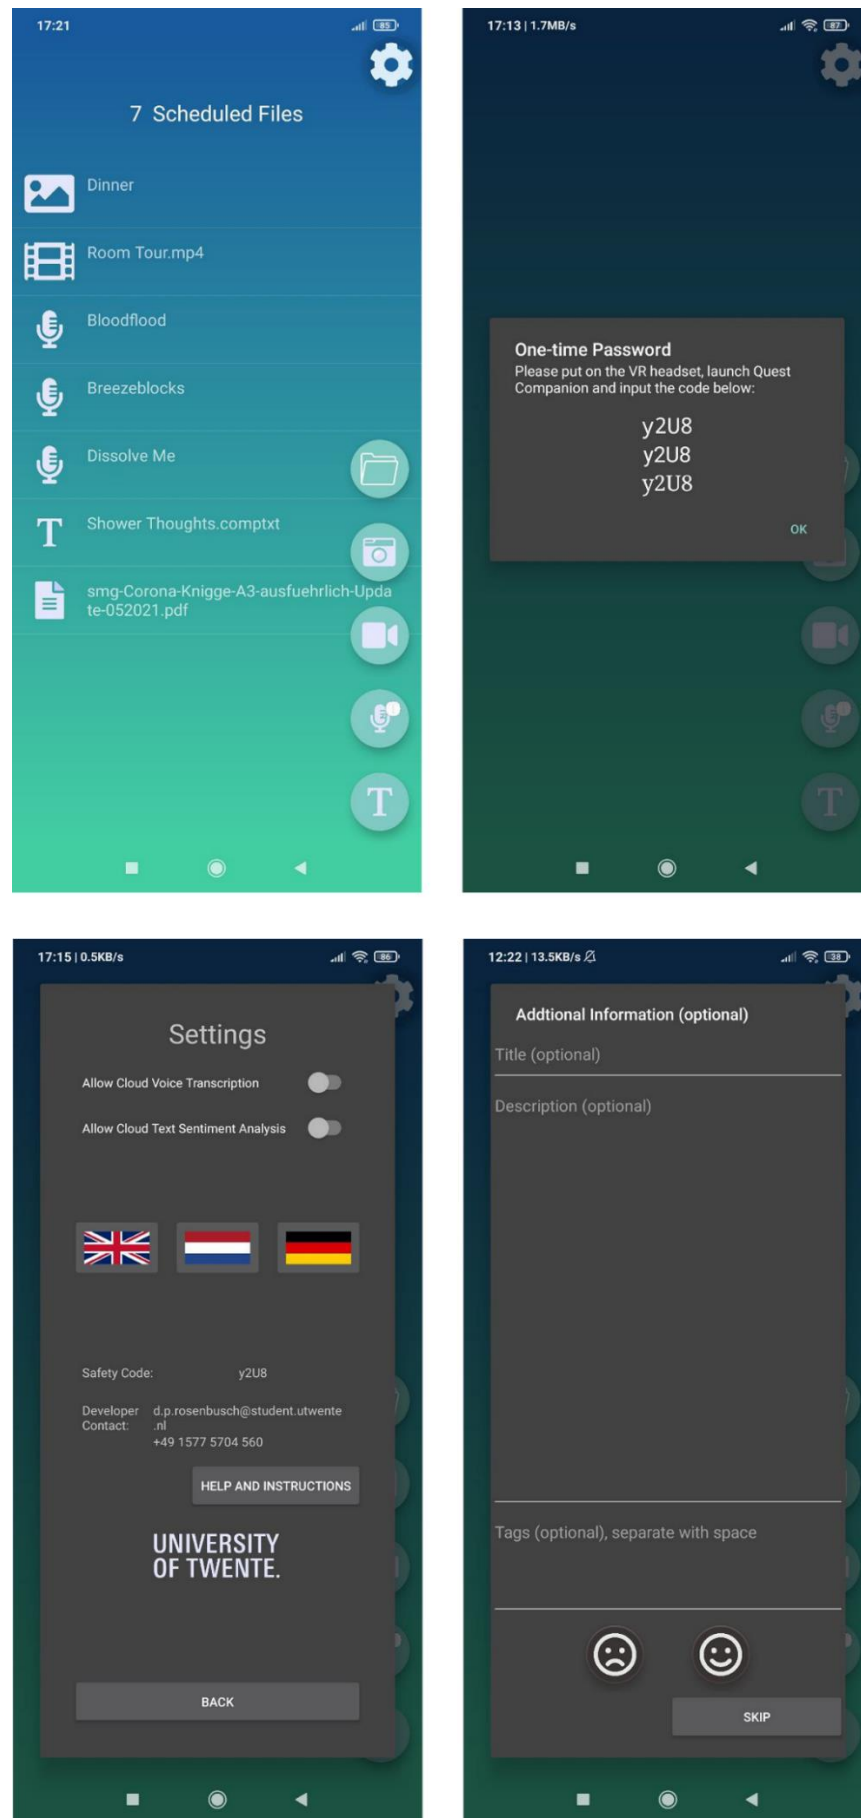 17:21
85
7 Scheduled Files
Dinner
Room Tour.mp4
Bloodflood
Breezeblocks
Dissolve Me
T Shower Thoughts.comptxt
smg-Corona-Knigge-A3-ausfuehrlich-Upda
te-052021.pdf
T
17:13 | 1.7MB/s
87
One-time Password
Please put on the VR headset, launch Quest
Companion and input the code below:
y2U8
y2U8
y2U8
OK
T
17:15 | 0.5KB/s
86
Settings
Allow Cloud Voice Transcription
Allow Cloud Text Sentiment Analysis
Safety Code: y2U8
Developer d.p.rosenbusch@student.utwente
Contact: .nl
+49 1577 5704 560
HELP AND INSTRUCTIONS
UNIVERSITY
OF TWENTE.
BACK
12:22 | 13.5KB/s
38
Addtional Information (optional)
Title (optional)
Description (optional)
Tags (optional), separate with space
SKIP